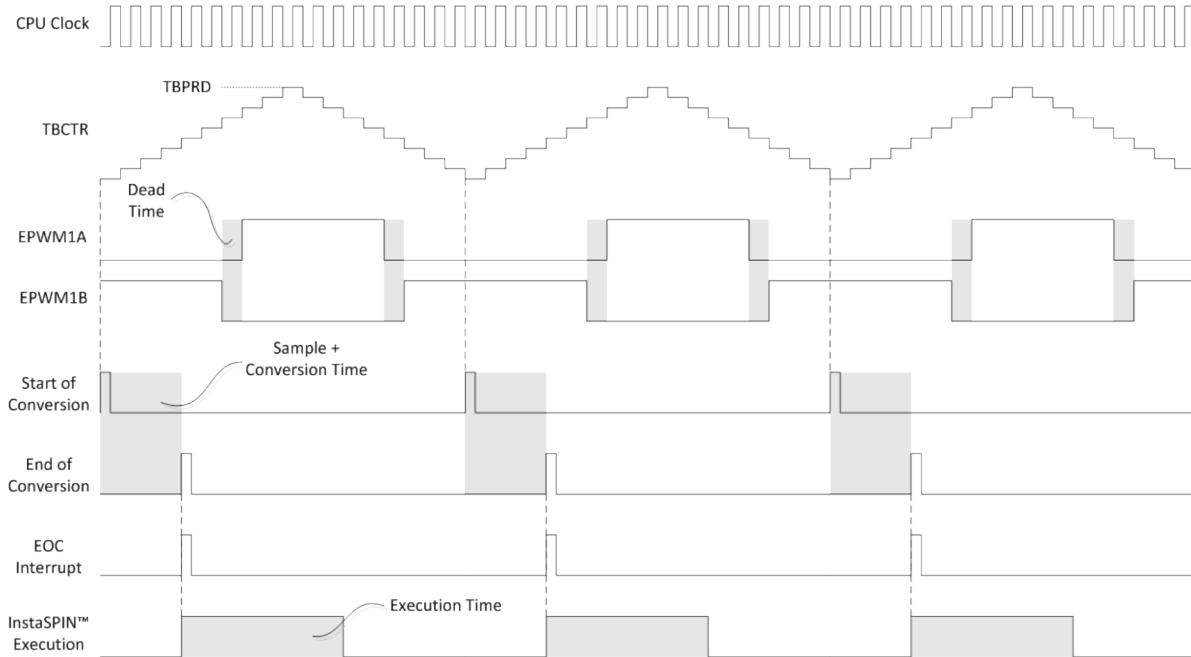 CPU Clock
TBPRD
TBCTR
Dead
Time
EPWM1A
EPWM1B
Sample +
Conversion Time
Start of
Conversion
End of
Conversion
EOC
Interrupt
Execution Time
InstaSPIN™
Execution